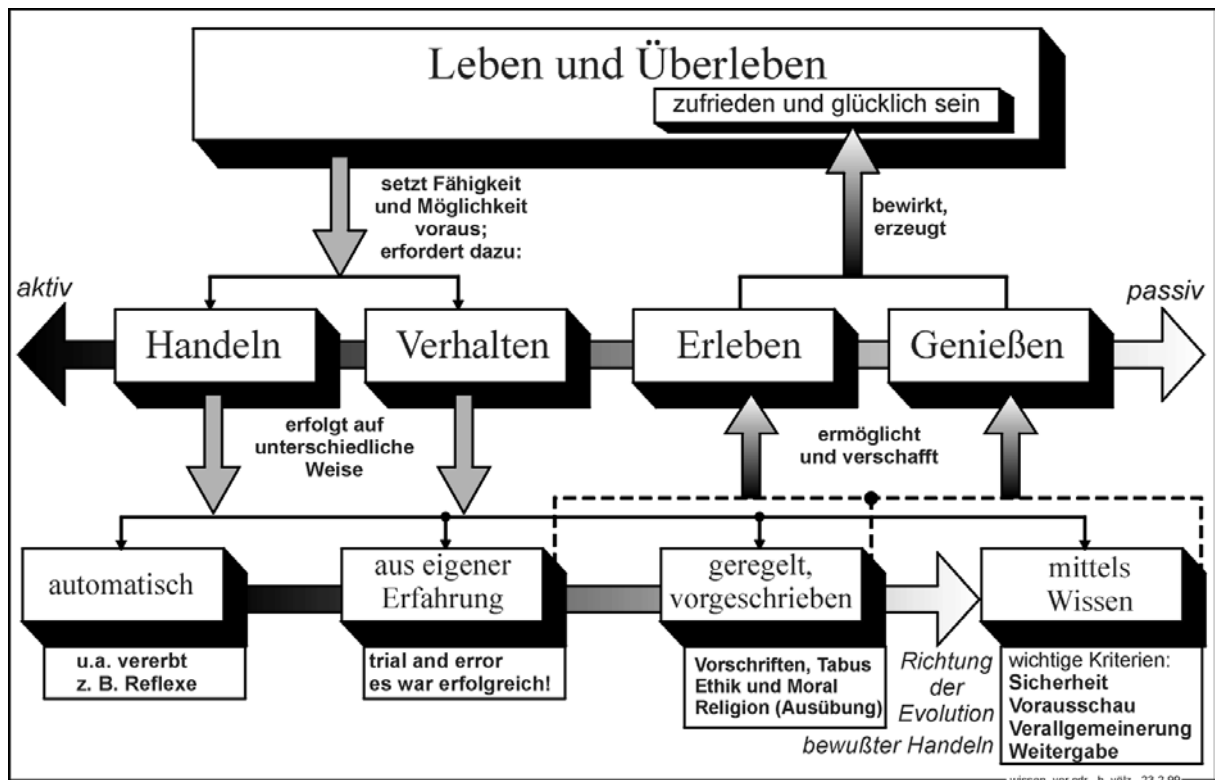 Leben und Überleben
zufrieden und glücklich sein
setzt Fähigkeit
und Möglichkeit
voraus;
erfordert dazu:
bewirkt,
erzeugt
aktiv
passiv
Handeln
Verhalten
Erleben
Genießen
erfolgt auf
unterschiedliche
Weise
ermöglicht
und verschafft
automatisch
aus eigener
Erfahrung
geregelt,
vorgeschrieben
mittels
Wissen
u.a. vererbt
z. B. Reflexe
trial and error
es war erfolgreich!
Vorschriften, Tabus
Ethik und Moral
Religion (Ausübung)
Richtung
der
Evolution
bewußter Handeln
wichtige Kriterien:
Sicherheit
Vorausschau
Verallgemeinerung
Weitergabe